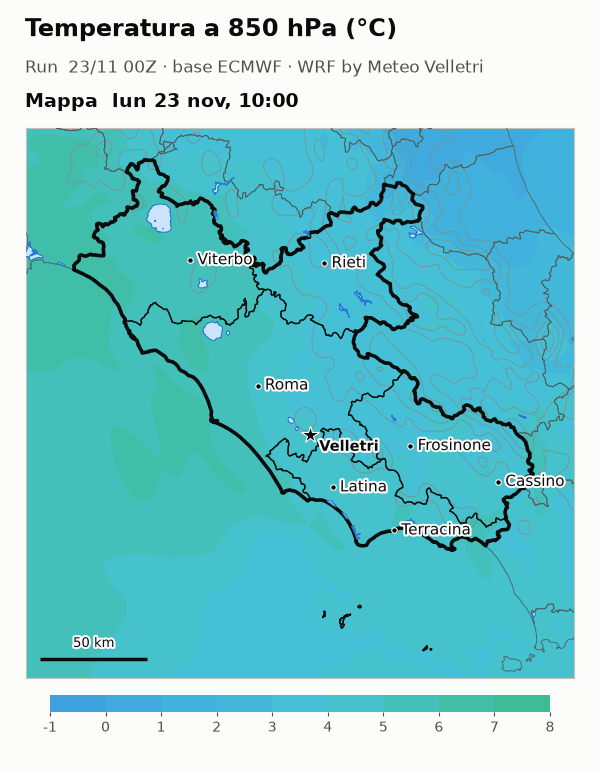 Temperatura a 850 hPa (°C)
Run  23/11 00Z · base ECMWF · WRF by Meteo Velletri
Mappa  lun 23 nov, 10:00
Viterbo
Rieti
Roma
Velletri
Frosinone
Cassino
Latina
Terracina
50 km
-1 0 1 2 3 4 5 6 7 8